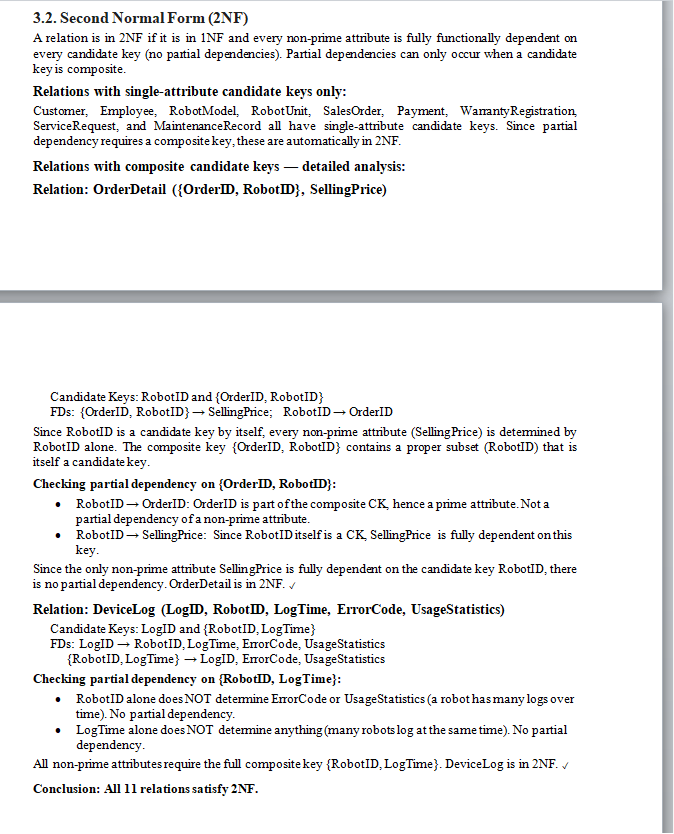 3.2. Second Normal Form (2NF)
A relation is in 2NF if it is in 1NF and every non-prime attribute is fully functionally dependent on
every candidate key (no partial dependencies). Partial dependencies can only occur when a candidate
key is composite.
Relations with single-attribute candidate keys only:
Customer, Employee, RobotModel, RobotUnit, SalesOrder, Payment, WarrantyRegistration,
ServiceRequest, and MaintenanceRecord all have single-attribute candidate keys. Since partial
dependency requires a composite key, these are automatically in 2NF.
Relations with composite candidate keys — detailed analysis:
Relation: OrderDetail ({OrderID, RobotID}, SellingPrice)
Candidate Keys: RobotID and {OrderID, RobotID}
FDs: {OrderID, RobotID} → SellingPrice; RobotID → OrderID
Since RobotID is a candidate key by itself, every non-prime attribute (SellingPrice) is determined by
RobotID alone. The composite key {OrderID, RobotID} contains a proper subset (RobotID) that is
itself a candidate key.
Checking partial dependency on {OrderID, RobotID}:
• RobotID → OrderID: OrderID is part of the composite CK, hence a prime attribute. Not a
partial dependency of a non-prime attribute.
• RobotID → SellingPrice: Since RobotID itself is a CK, SellingPrice is fully dependent on this
key.
Since the only non-prime attribute SellingPrice is fully dependent on the candidate key RobotID, there
is no partial dependency. OrderDetail is in 2NF. ✓
Relation: DeviceLog (LogID, RobotID, LogTime, ErrorCode, UsageStatistics)
Candidate Keys: LogID and {RobotID, LogTime}
FDs: LogID → RobotID, LogTime, ErrorCode, UsageStatistics
{RobotID, LogTime} → LogID, ErrorCode, UsageStatistics
Checking partial dependency on {RobotID, LogTime}:
• RobotID alone does NOT determine ErrorCode or UsageStatistics (a robot has many logs over
time). No partial dependency.
• LogTime alone does NOT determine anything (many robots log at the same time). No partial
dependency.
All non-prime attributes require the full composite key {RobotID, LogTime}. DeviceLog is in 2NF. ✓
Conclusion: All 11 relations satisfy 2NF.